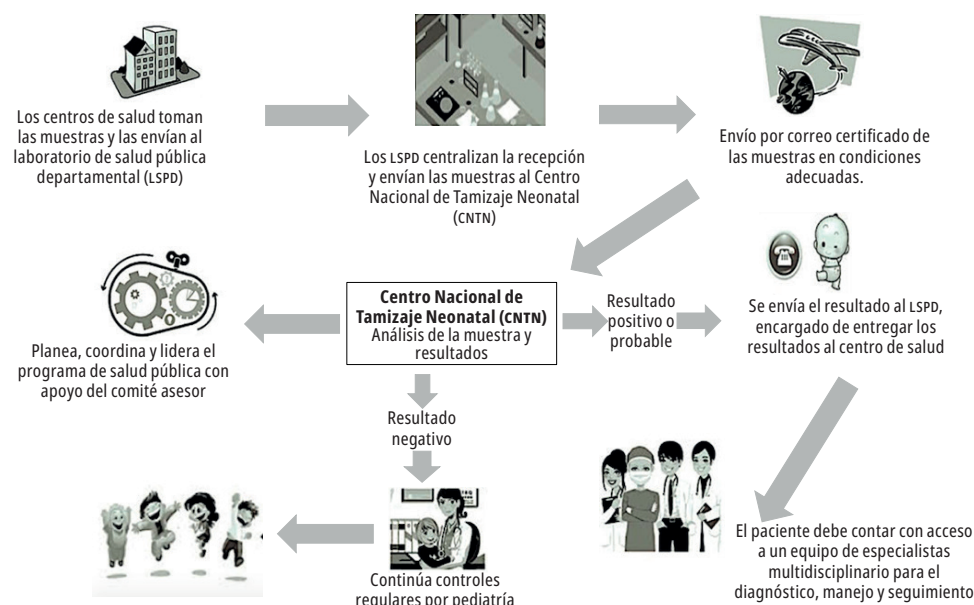 Los centros de salud toman
las muestras y las envían al
laboratorio de salud pública
departamental (LSPD)
Los LSPD centralizan la recepción
y envían las muestras al Centro
Nacional de Tamizaje Neonatal
(CNTN)
Envío por correo certificado de
las muestras en condiciones
adecuadas.
Planea, coordina y lidera el
programa de salud pública con
apoyo del comité asesor
Centro Nacional de
Tamizaje Neonatal (CNTN)
Análisis de la muestra y
resultados
Resultado
positivo o
probable
Se envía el resultado al LSPD,
encargado de entregar los
resultados al centro de salud
Resultado
negativo
Continúa controles
regulares por pediatría
El paciente debe contar con acceso
a un equipo de especialistas
multidisciplinario para el
diagnóstico, manejo y seguimiento